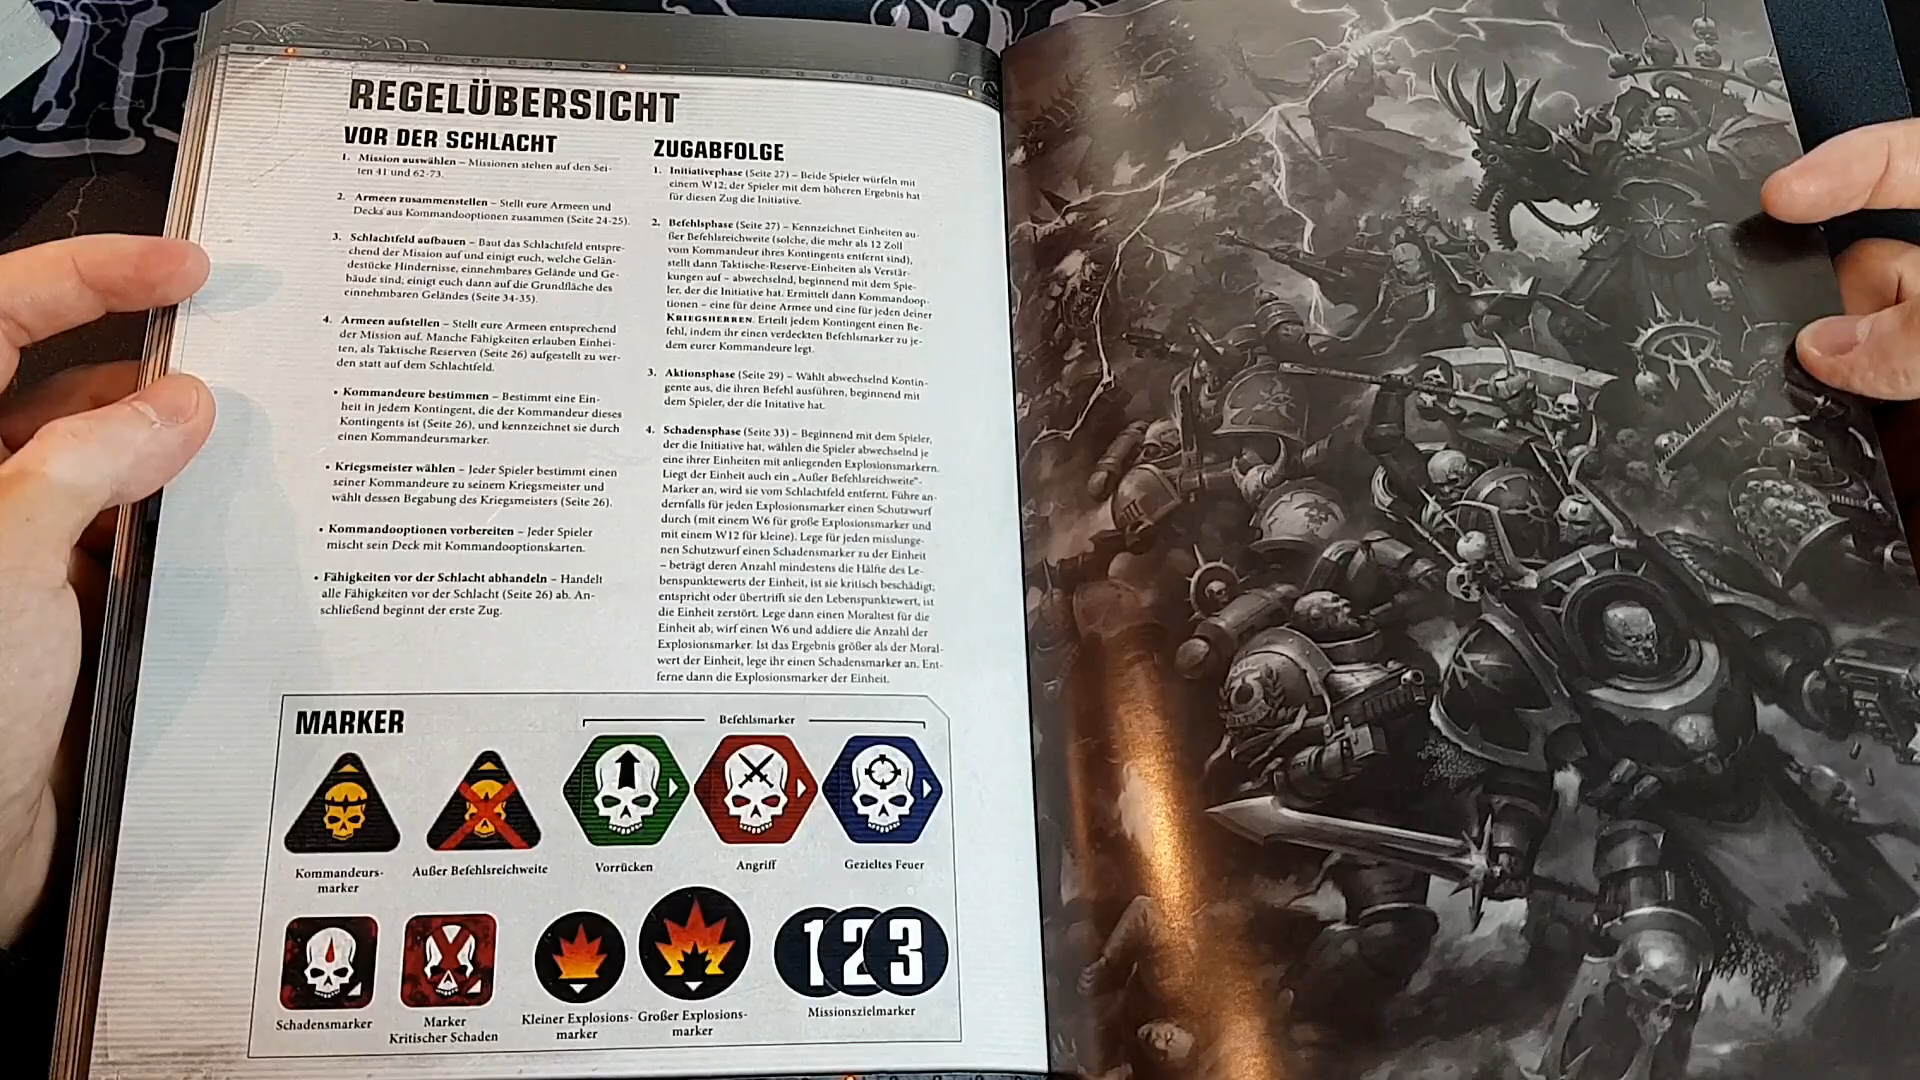 REGELÜBERSICHT
VOR DER SCHLACHT
1. Mission auswählen – Missionen stehen auf den Sei-
ten 41 und 62-73.
2. Armeen zusammenstellen – Stellt eure Armeen und
Decks aus Kommandooptionen zusammen (Seite 24-25).
3. Schlachtfeld aufbauen – Baut das Schlachtfeld entspre-
chend der Mission auf und einigt euch, welche Gelän-
destücke Hindernisse, einnehmbares Gelände und Ge-
bäude sind; einigt euch dann auf die Grundfläche des
einnehmbaren Geländes (Seite 34-35).
4. Armeen aufstellen – Stellt eure Armeen entsprechend
der Mission auf. Manche Fähigkeiten erlauben Einhei-
ten, als Taktische Reserven (Seite 26) aufgestellt zu wer-
den statt auf dem Schlachtfeld.
• Kommandeure bestimmen – Bestimmt eine Ein-
heit in jedem Kontingent, die der Kommandeur dieses
Kontingents ist (Seite 26), und kennzeichnet sie durch
einen Kommandeursmarker.
• Kriegsmeister wählen – Jeder Spieler bestimmt einen
seiner Kommandeure zu seinem Kriegsmeister und
wählt dessen Begabung des Kriegsmeisters (Seite 26).
• Kommandooptionen vorbereiten – Jeder Spieler
mischt sein Deck mit Kommandooptionskarten.
• Fähigkeiten vor der Schlacht abhandeln – Handelt
alle Fähigkeiten vor der Schlacht (Seite 26) ab. An-
schließend beginnt der erste Zug.
ZUGABFOLGE
1. Initiativephase (Seite 27) – Beide Spieler würfeln mit
einem W12; der Spieler mit dem höheren Ergebnis hat
für diesen Zug die Initiative.
2. Befehlsphase (Seite 27) – Kennzeichnet Einheiten au-
ßer Befehlsreichweite (solche, die mehr als 12 Zoll
vom Kommandeur ihres Kontingents entfernt sind),
stellt dann Taktische-Reserve-Einheiten als Verstär-
kungen auf – abwechselnd, beginnend mit dem Spie-
ler, der die Initiative hat. Ermittelt dann Kommandoop-
tionen – eine für deine Armee und eine für jeden deiner
KRIEGSHERREN. Erteilt jedem Kontingent einen Be-
fehl, indem ihr einen verdeckten Befehlsmarker zu je-
dem eurer Kommandeure legt.
3. Aktionsphase (Seite 29) – Wählt abwechselnd Kontin-
gente aus, die ihren Befehl ausführen, beginnend mit
dem Spieler, der die Initative hat.
4. Schadensphase (Seite 33) – Beginnend mit dem Spieler,
der die Initiative hat, wählen die Spieler abwechselnd je
eine ihrer Einheiten mit anliegenden Explosionsmarkern.
Liegt der Einheit auch ein „Außer Befehlsreichweite“-
Marker an, wird sie vom Schlachtfeld entfernt. Führe an-
dernfalls für jeden Explosionsmarker einen Schutzwurf
durch (mit einem W6 für große Explosionsmarker und
mit einem W12 für kleine). Lege für jeden misslunge-
nen Schutzwurf einen Schadensmarker zu der Einheit
– beträgt deren Anzahl mindestens die Hälfte des Le-
benspunktewerts der Einheit, ist sie kritisch beschädigt;
entspricht oder übertrifft sie den Lebenspunktewert, ist
die Einheit zerstört. Lege dann einen Moraltest für die
Einheit ab; wirf einen W6 und addiere die Anzahl der
Explosionsmarker. Ist das Ergebnis größer als der Moral-
wert der Einheit, lege ihr einen Schadensmarker an. Ent-
ferne dann die Explosionsmarker der Einheit.
MARKER
Befehlsmarker
Kommandeurs-
marker
Außer Befehlsreichweite
Vorrücken
Angriff
Gezieltes Feuer
1 2 3
Schadensmarker
Marker
Kritischer Schaden
Kleiner Explosions-
marker
Großer Explosions-
marker
Missionszielmarker